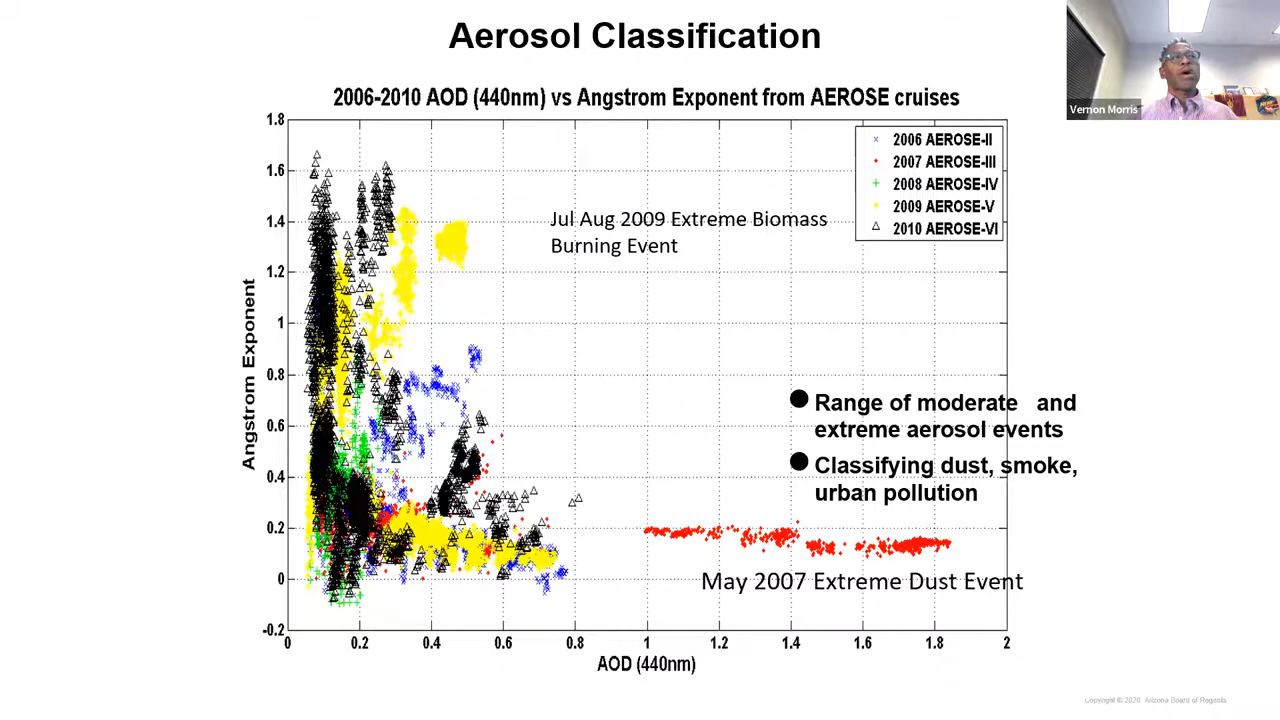 Aerosol Classification
Vernon Morris
2006-2010 AOD (440nm) vs Angstrom Exponent from AEROSE cruises
1.8
1.6
1.4
1.2
1
0.8
0.6
0.4
0.2
0
-0.2
Angstrom Exponent
2006 AEROSE-II
2007 AEROSE-III
2008 AEROSE-IV
2009 AEROSE-V
2010 AEROSE-VI
Jul Aug 2009 Extreme Biomass
Burning Event
Range of moderate and
extreme aerosol events
Classifying dust, smoke,
urban pollution
May 2007 Extreme Dust Event
0 0.2 0.4 0.6 0.8 1 1.2 1.4 1.6 1.8 2
AOD (440nm)
Copyright © 2020 Arizona Board of Regents